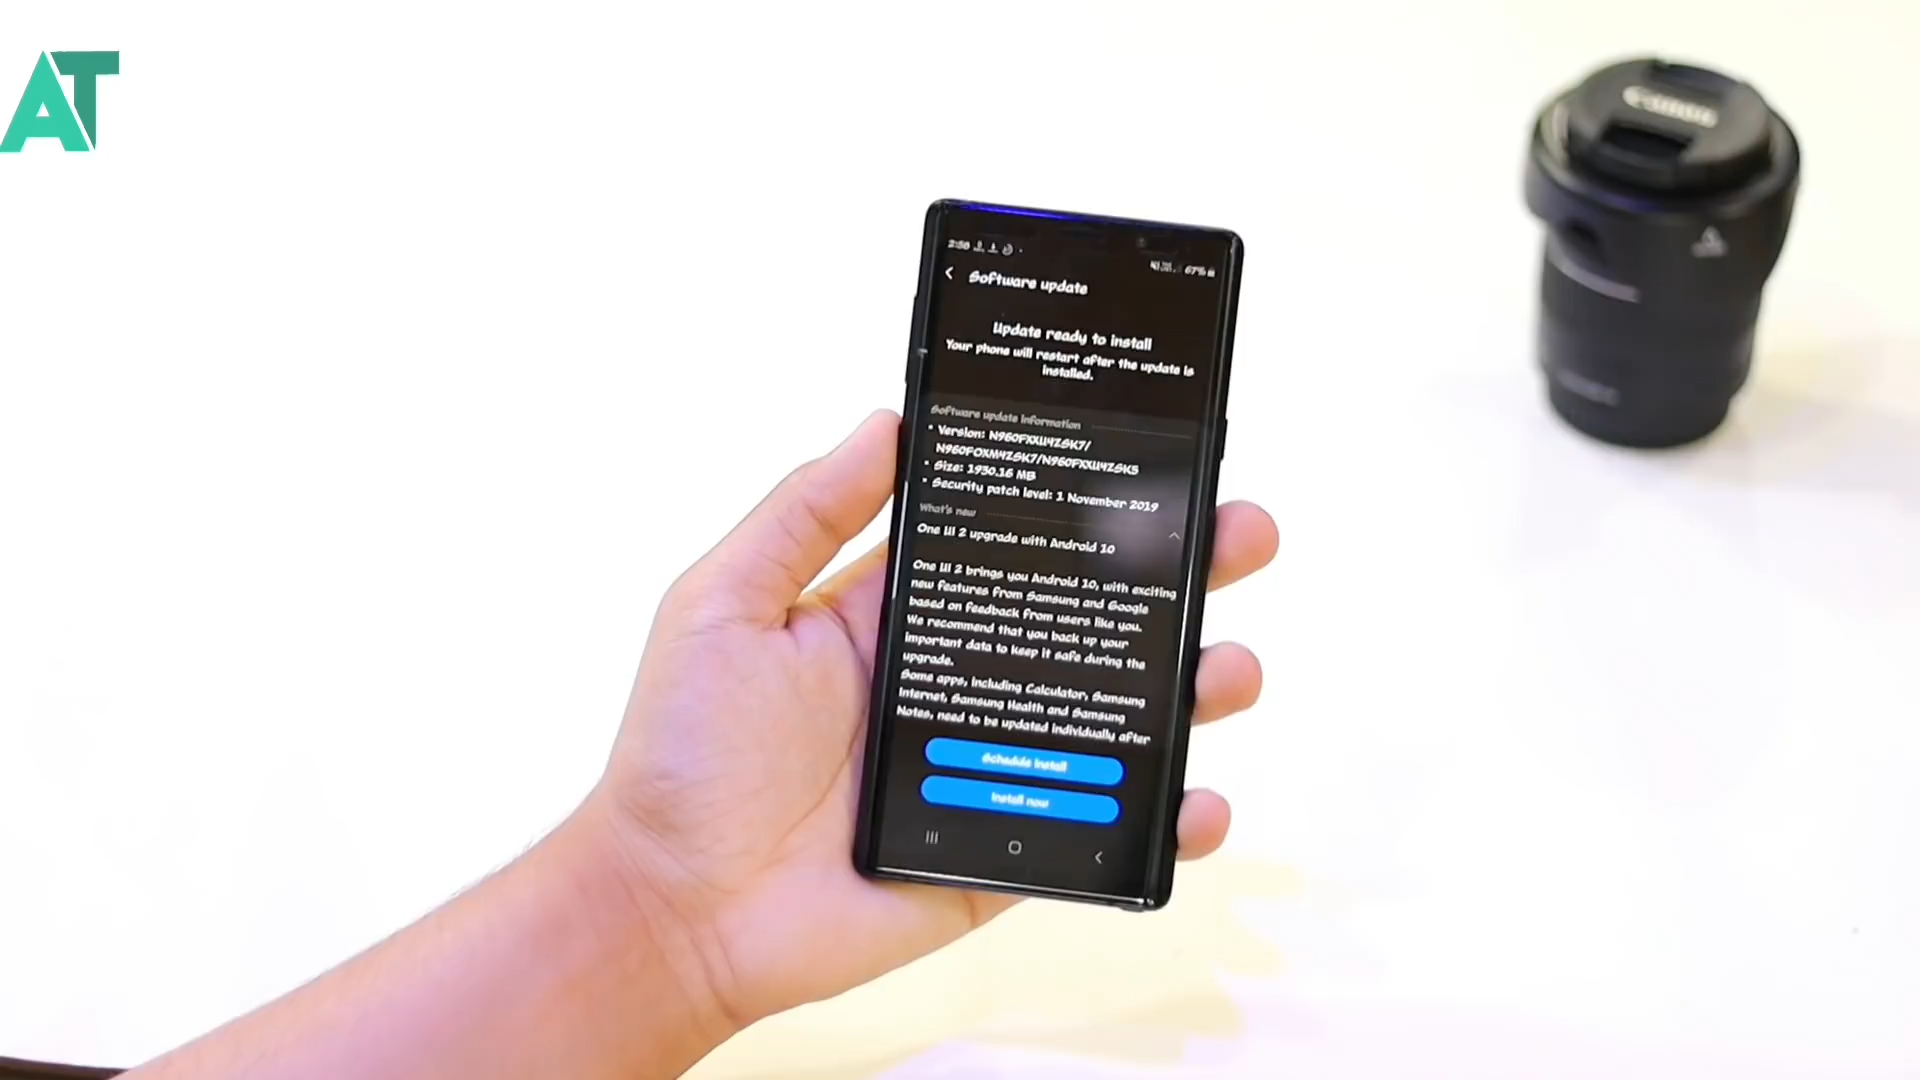 AT
Canon
2:56
67%
Software update
Update ready to install
Your phone will restart after the update is
installed.
Software update information
• Version: N960FXXU4ZSK7/
N960FOXM4ZSK7/N960FXXU4ZSK5
• Size: 1930.16 MB
• Security patch level: 1 November 2019
What's new
One UI 2 upgrade with Android 10
One UI 2 brings you Android 10, with exciting
new features from Samsung and Google
based on feedback from users like you.
We recommend that you back up your
important data to keep it safe during the
upgrade.
Some apps, including Calculator, Samsung
Internet, Samsung Health and Samsung
Notes, need to be updated individually after
Schedule install
Install now